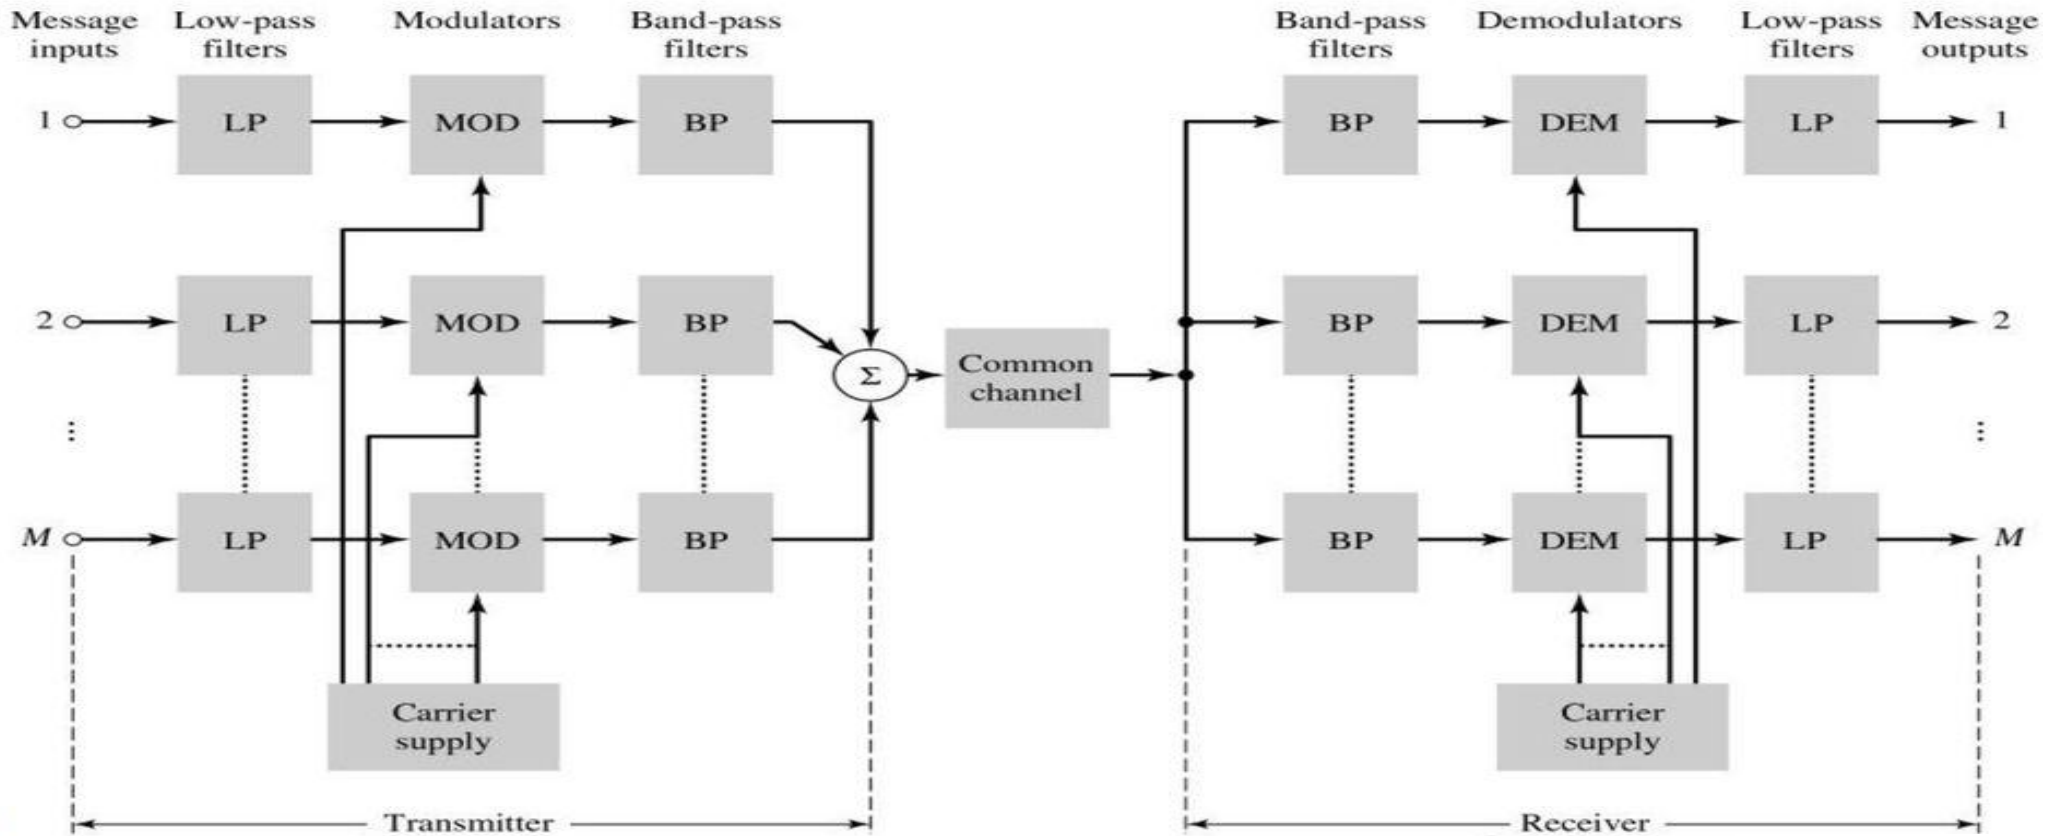 Message inputs
Low-pass filters
Modulators
Band-pass filters
Band-pass filters
Demodulators
Low-pass filters
Message outputs
1 LP MOD BP BP DEM LP 1
2 LP MOD BP BP DEM LP 2
Σ
Common channel
⋮ ⋮
M LP MOD BP BP DEM LP M
Carrier supply
Carrier supply
Transmitter
Receiver